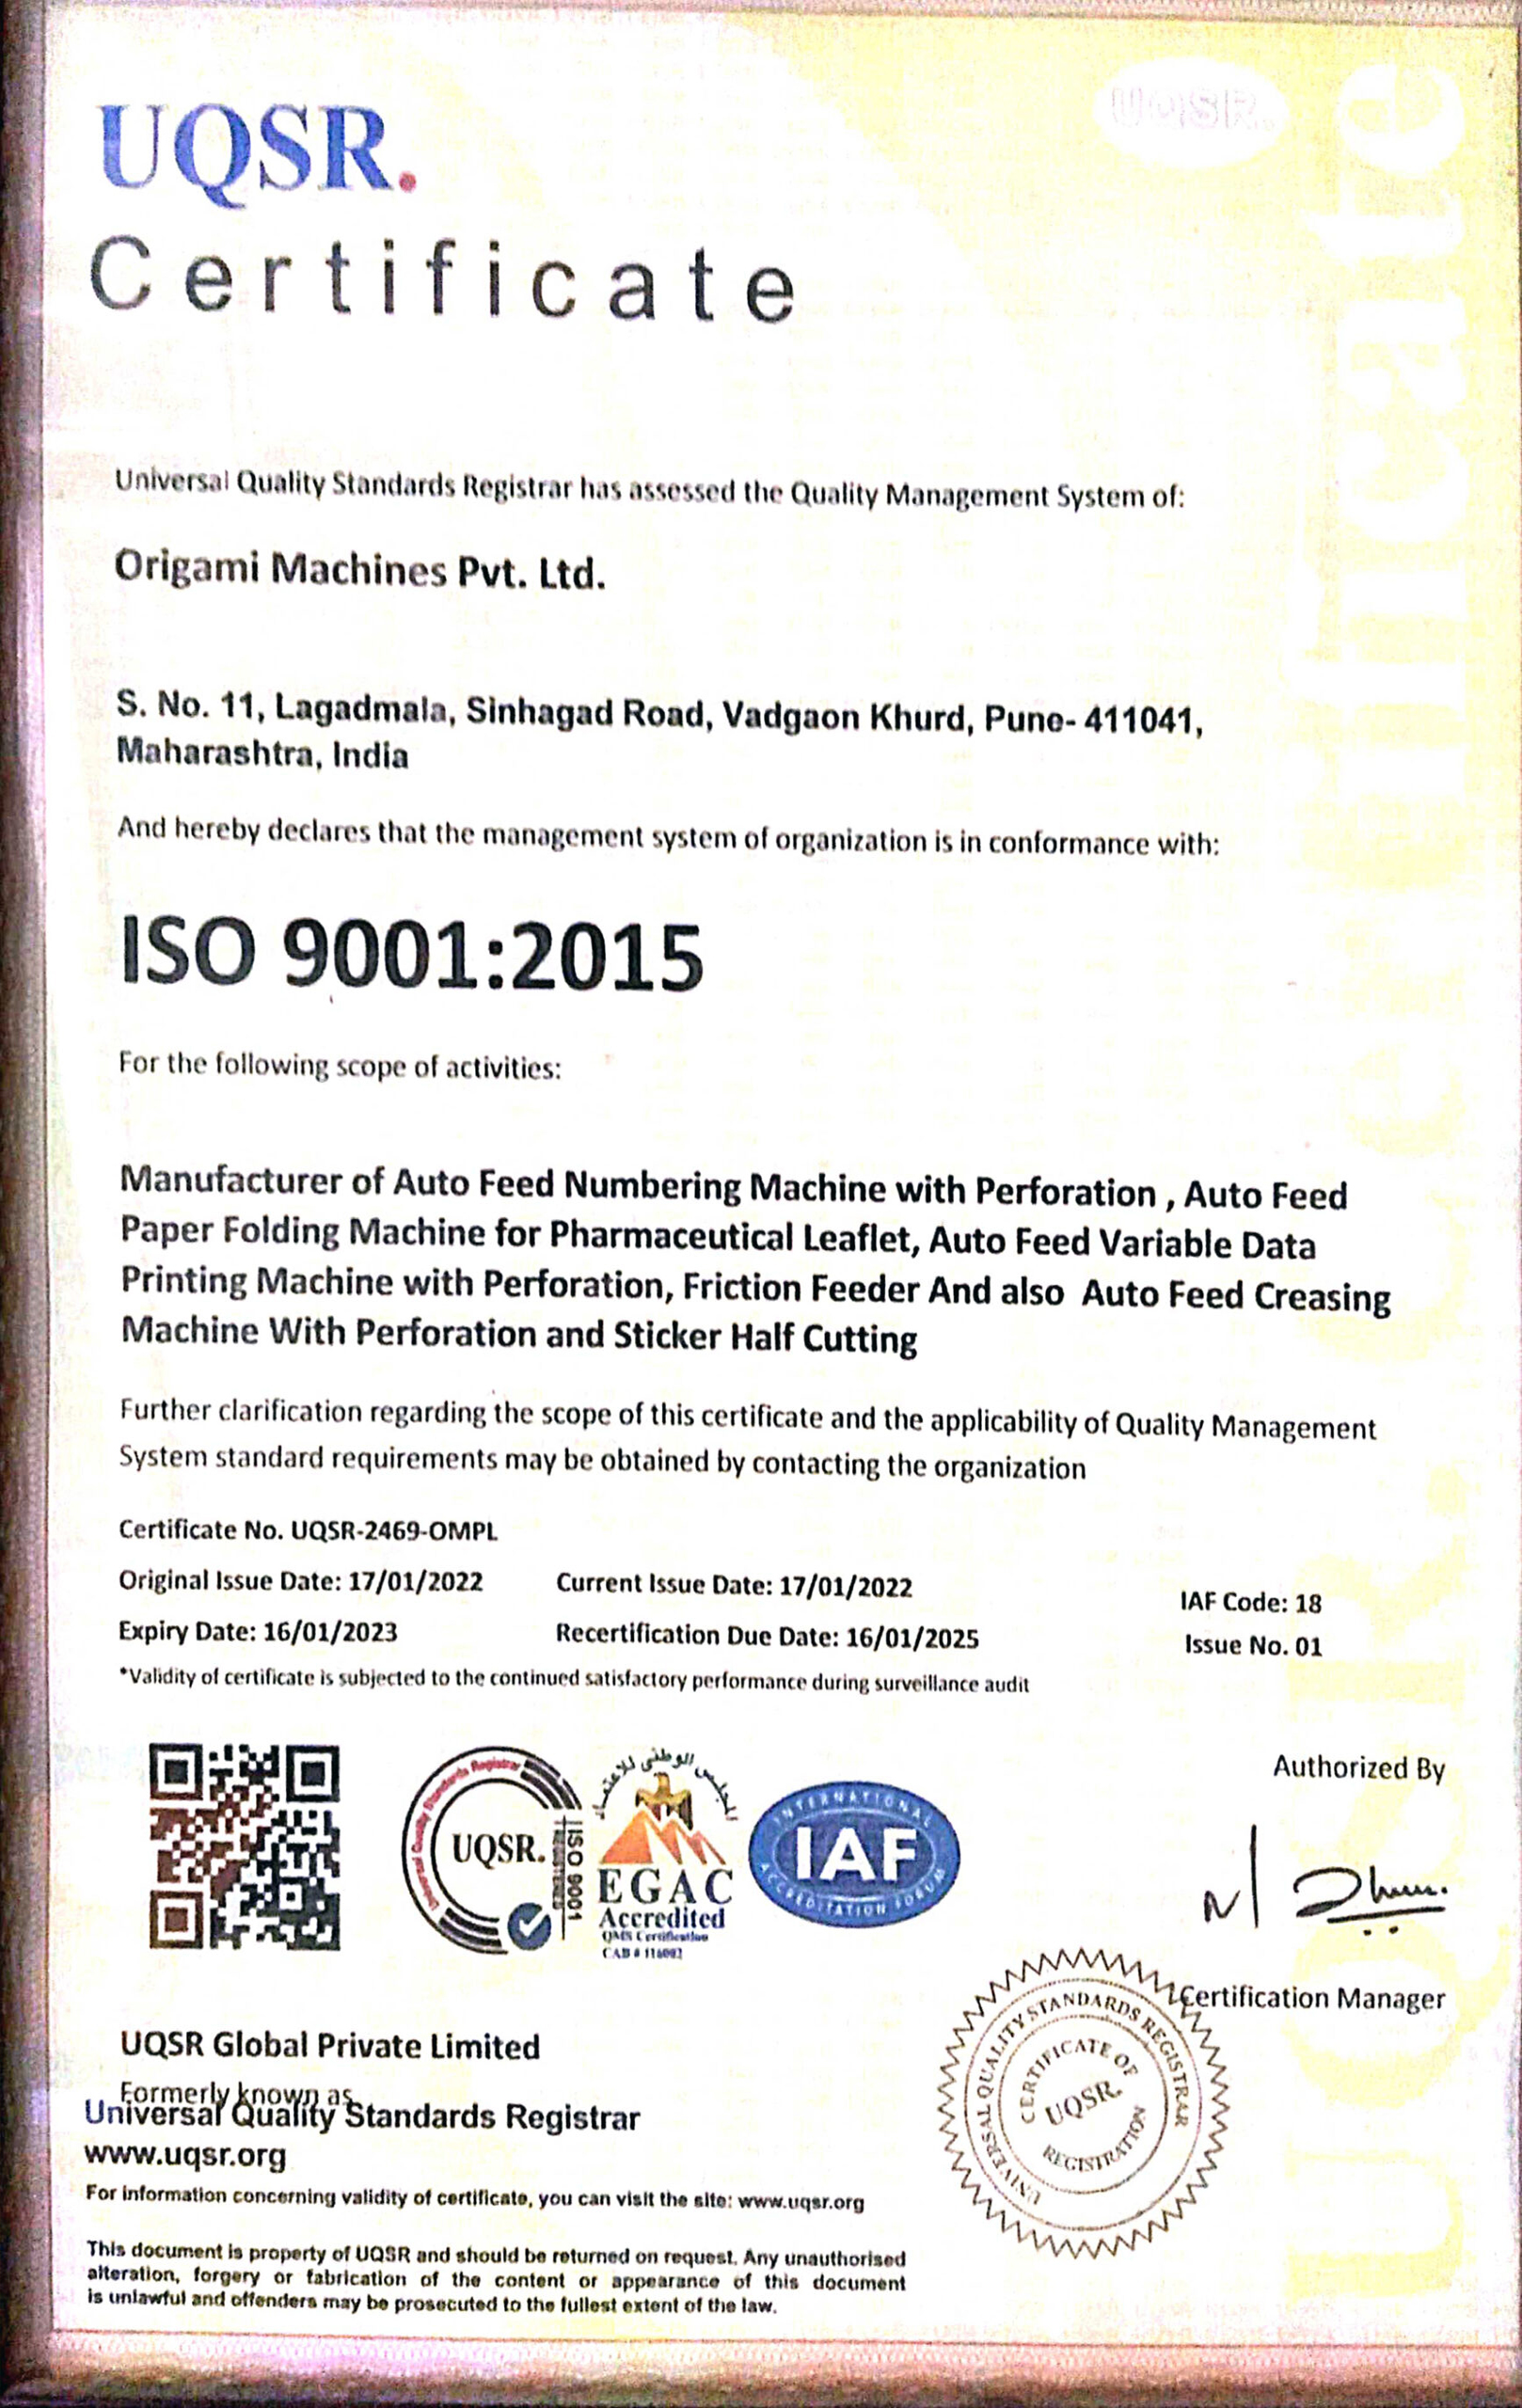 UQSR.
UQSR.
Certificate
Universal Quality Standards Registrar has assessed the Quality Management System of:
Origami Machines Pvt. Ltd.
S. No. 11, Lagadmala, Sinhagad Road, Vadgaon Khurd, Pune- 411041,
Maharashtra, India
And hereby declares that the management system of organization is in conformance with:
ISO 9001:2015
For the following scope of activities:
Manufacturer of Auto Feed Numbering Machine with Perforation , Auto Feed
Paper Folding Machine for Pharmaceutical Leaflet, Auto Feed Variable Data
Printing Machine with Perforation, Friction Feeder And also Auto Feed Creasing
Machine With Perforation and Sticker Half Cutting
Further clarification regarding the scope of this certificate and the applicability of Quality Management
System standard requirements may be obtained by contacting the organization
Certificate No. UQSR-2469-OMPL
Original Issue Date: 17/01/2022 Current Issue Date: 17/01/2022
IAF Code: 18
Expiry Date: 16/01/2023 Recertification Due Date: 16/01/2025
Issue No. 01
*Validity of certificate is subjected to the continued satisfactory performance during surveillance audit
Authorized By
Universal Quality Standards Registrar
UQSR.
ISO 9001
المجلس الوطنى للاعتماد
EGAC
Accredited
QMS Certification
CAB #
INTERNATIONAL
IAF
ACCREDITATION FORUM
Certification Manager
UNIVERSAL QUALITY STANDARDS REGISTRAR
CERTIFICATE OF
UQSR.
REGISTRATION
UQSR Global Private Limited
Formerly known as
Universal Quality Standards Registrar
www.uqsr.org
For information concerning validity of certificate, you can visit the site: www.uqsr.org
This document is property of UQSR and should be returned on request. Any unauthorised
alteration, forgery or fabrication of the content or appearance of this document
is unlawful and offenders may be prosecuted to the fullest extent of the law.
UQSR. Certificate